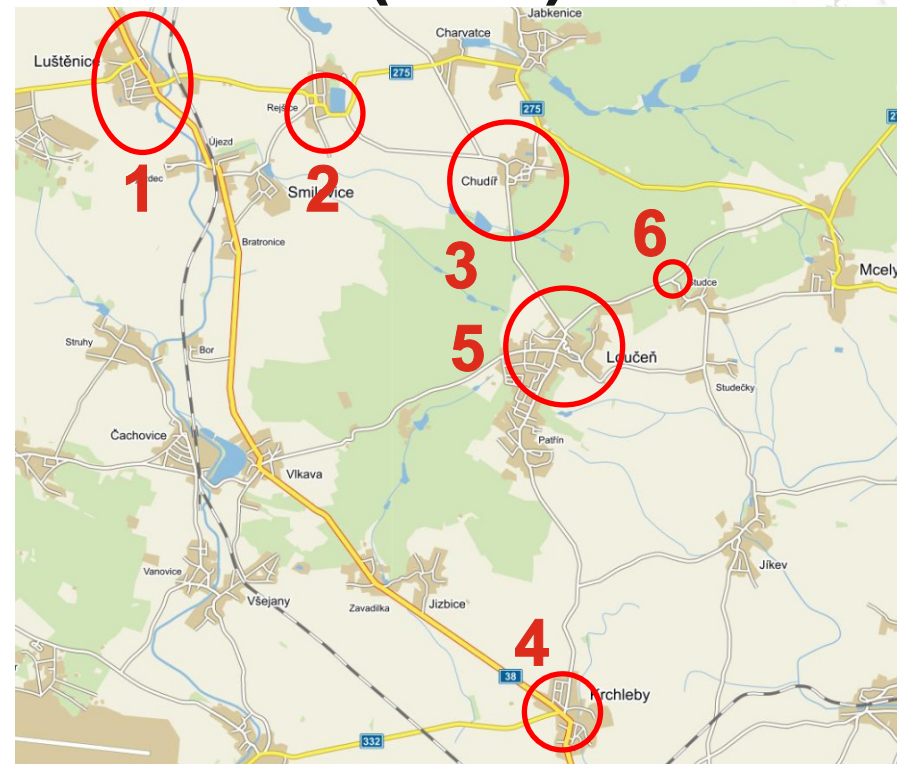 Jabkenice
Charvatce
Luštěnice
275
Rejšice
275
Újezd
Chudíř
1
2
Smilovice
6
Bratronice
3
Mcely
Studce
Struhy
Bor
5
Loučeň
Studečky
Čachovice
Patřín
Vlkava
Jíkev
Vanovice
Všejany
Zavadilka
Jizbice
4
38
Krchleby
332